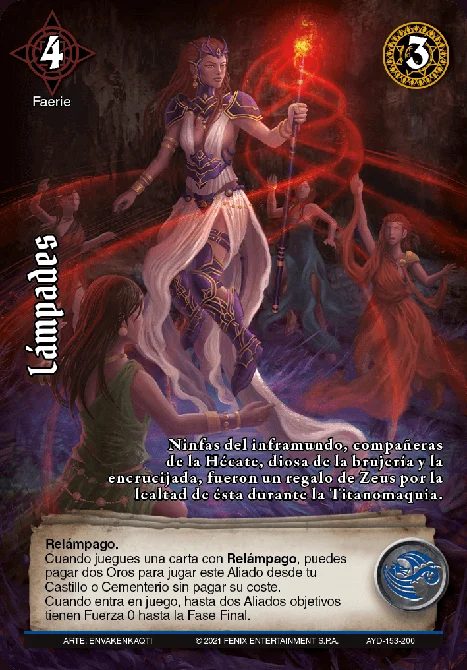 4
3
Faerie
lámpades
Ninfas del inframundo, compañeras
de la Hécate, diosa de la brujería y la
encrucijada, fueron un regalo de Zeus por la
lealtad de ésta durante la Titanomaquia.
Relámpago.
Cuando juegues una carta con Relámpago, puedes
pagar dos Oros para jugar este Aliado desde tu
Castillo o Cementerio sin pagar su coste.
Cuando entra en juego, hasta dos Aliados objetivos
tienen Fuerza 0 hasta la Fase Final.
ARTE. ENVAKENKAOTI © 2021 FENIX ENTERTAINMENT S.P.A. AYD-153-200